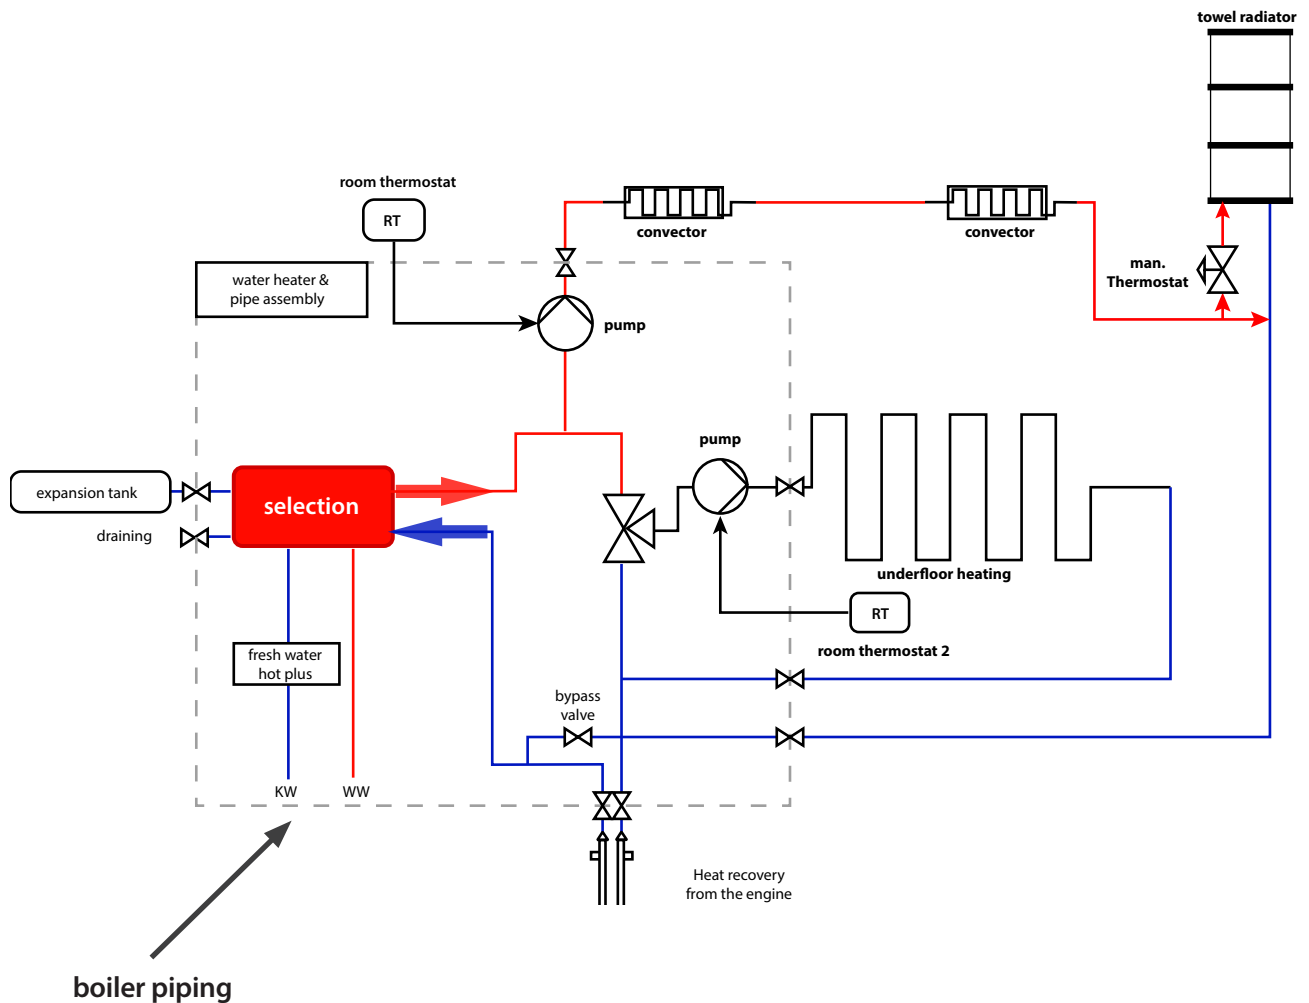 towel radiator
room thermostat
RT
convector
convector
man.
Thermostat
water heater &
pipe assembly
pump
pump
expansion tank
selection
draining
underfloor heating
RT
fresh water
hot plus
room thermostat 2
bypass
valve
KW
WW
Heat recovery
from the engine
boiler piping